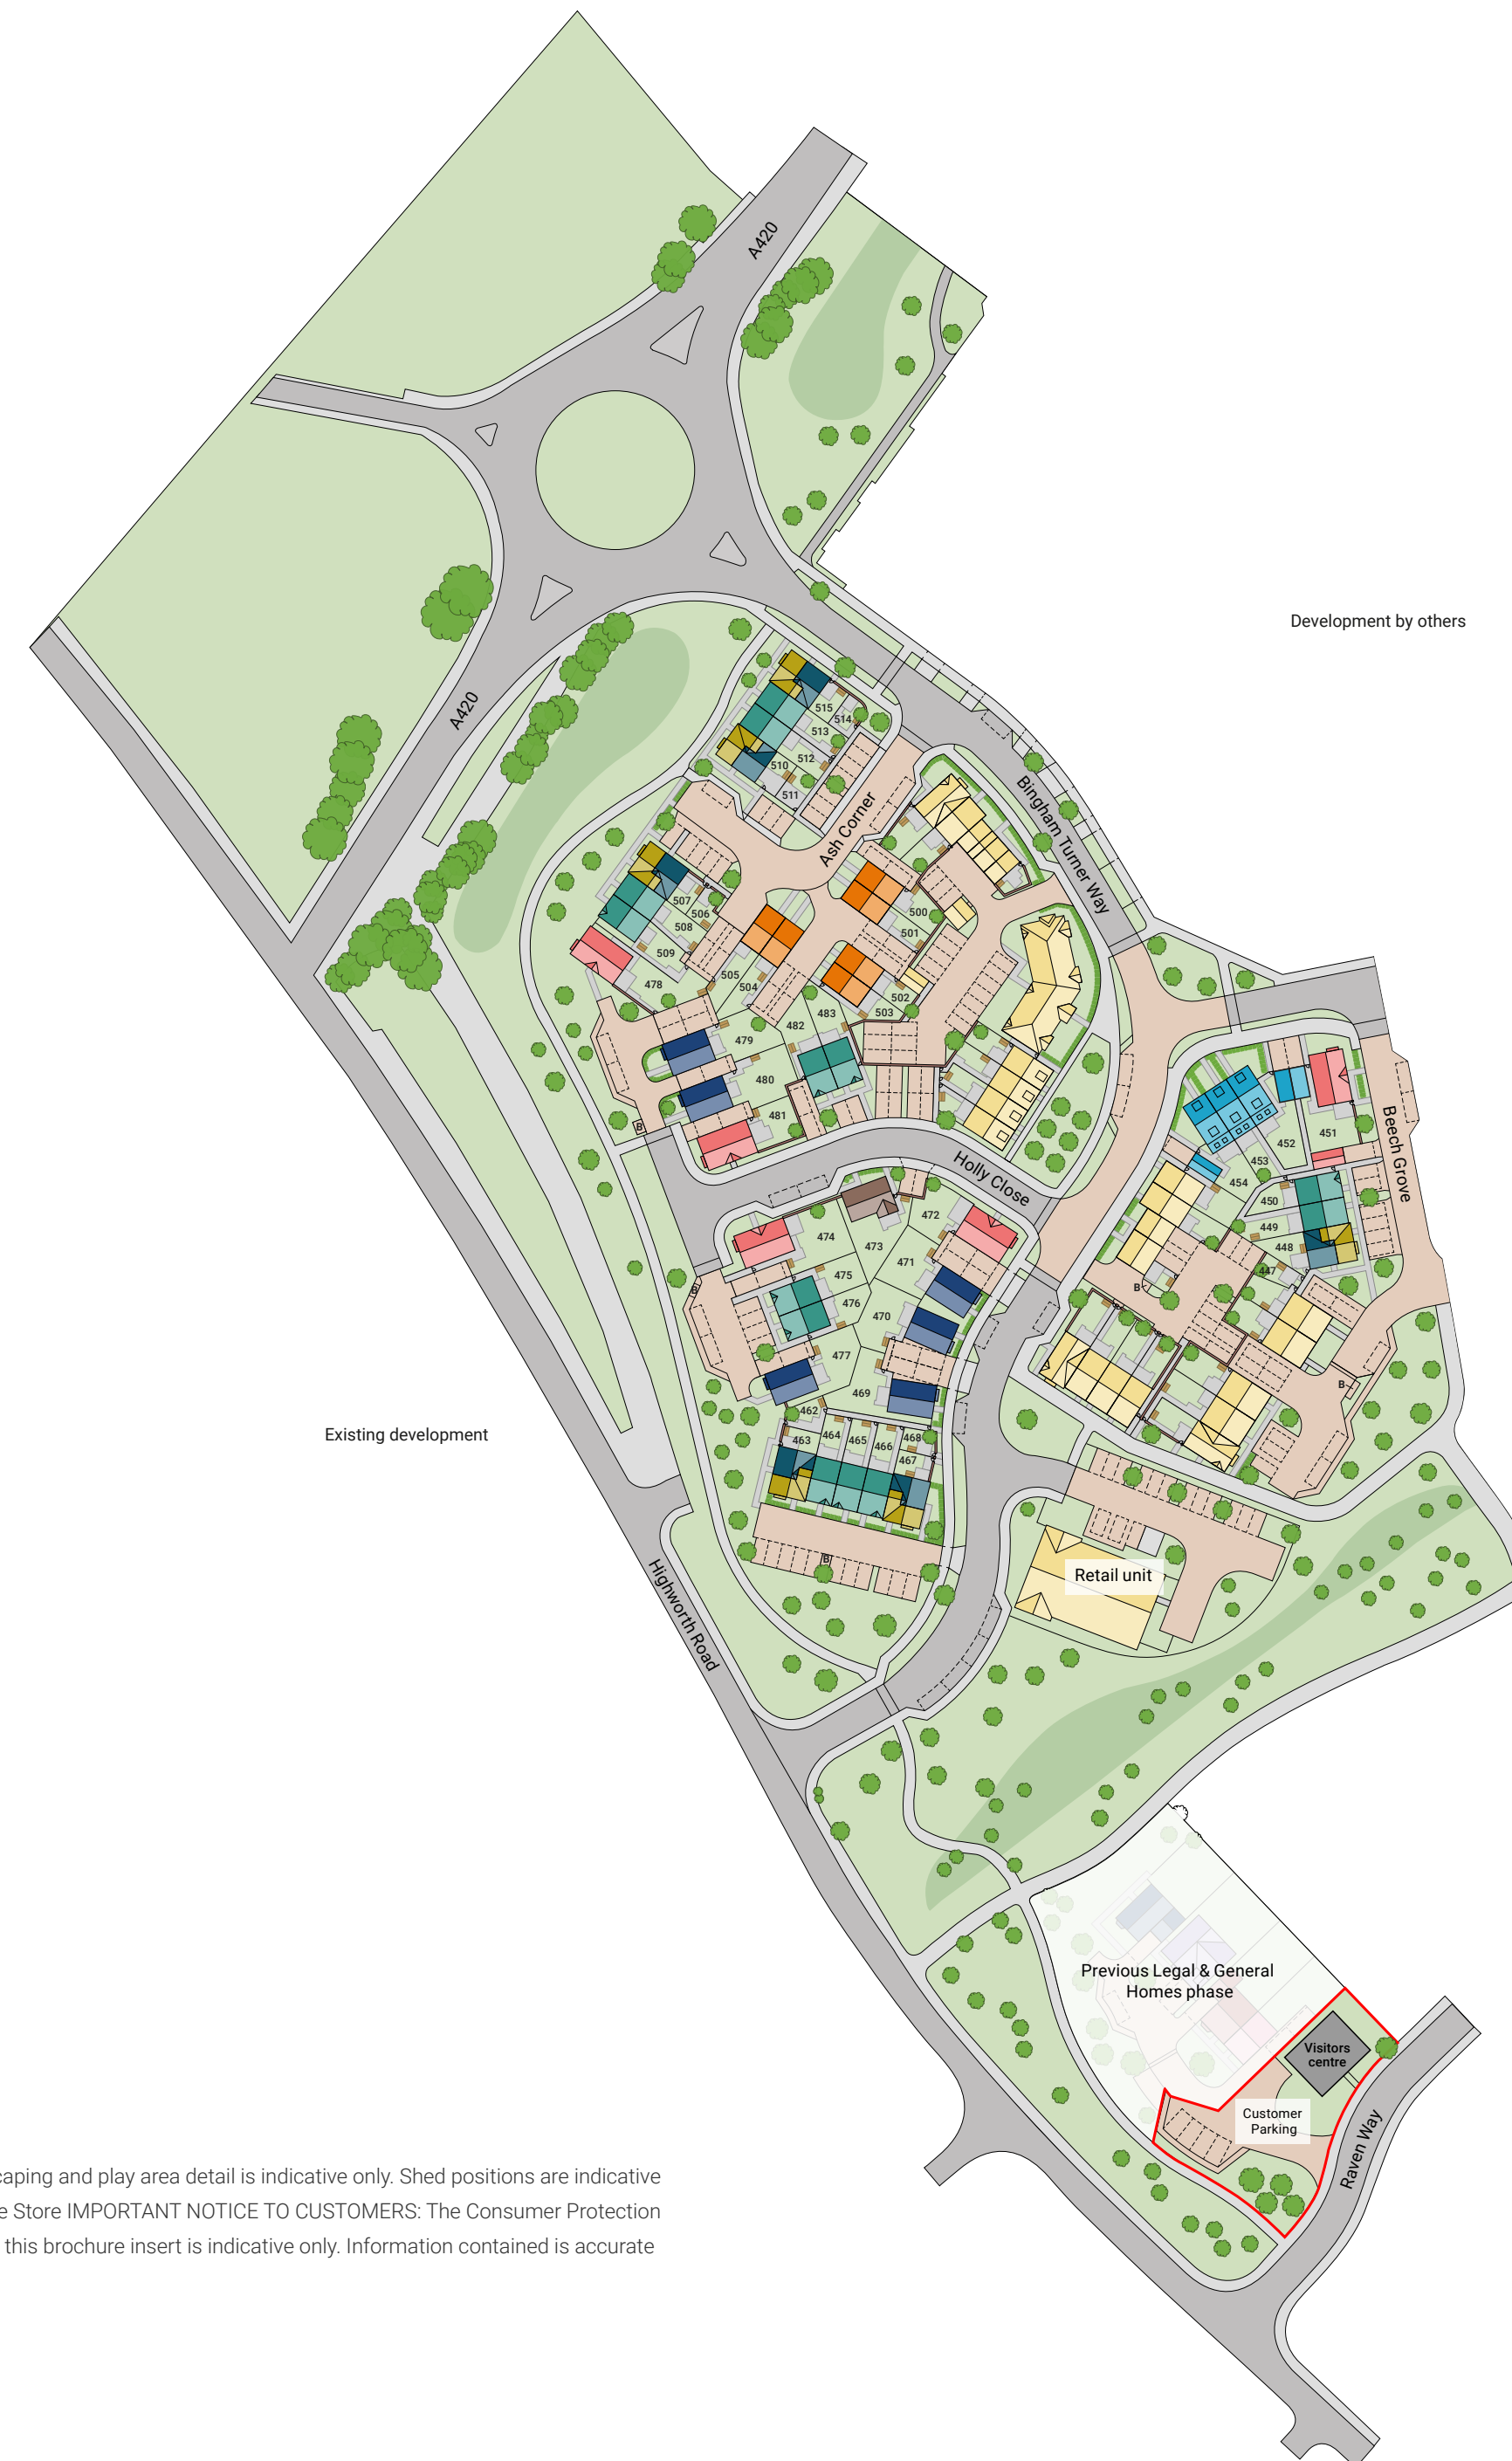 A420
Development by others
A420
515
514
513
512
510
511
Bingham Turner Way
Ash Corner
507
506
508
509
500
501
505
504
478
502
503
483
482
479
480
481
B
Holly Close
Beech Grove
451
452
453
454
450
449
448
447
B
472
474
473
471
475
476
470
B
477
469
462
463
464
465
466
468
467
B
B
Existing development
Retail unit
Highworth Road
Previous Legal & General
Homes phase
Visitors
centre
Customer
Parking
Raven Way
caping and play area detail is indicative only. Shed positions are indicative
e Store IMPORTANT NOTICE TO CUSTOMERS: The Consumer Protection
this brochure insert is indicative only. Information contained is accurate